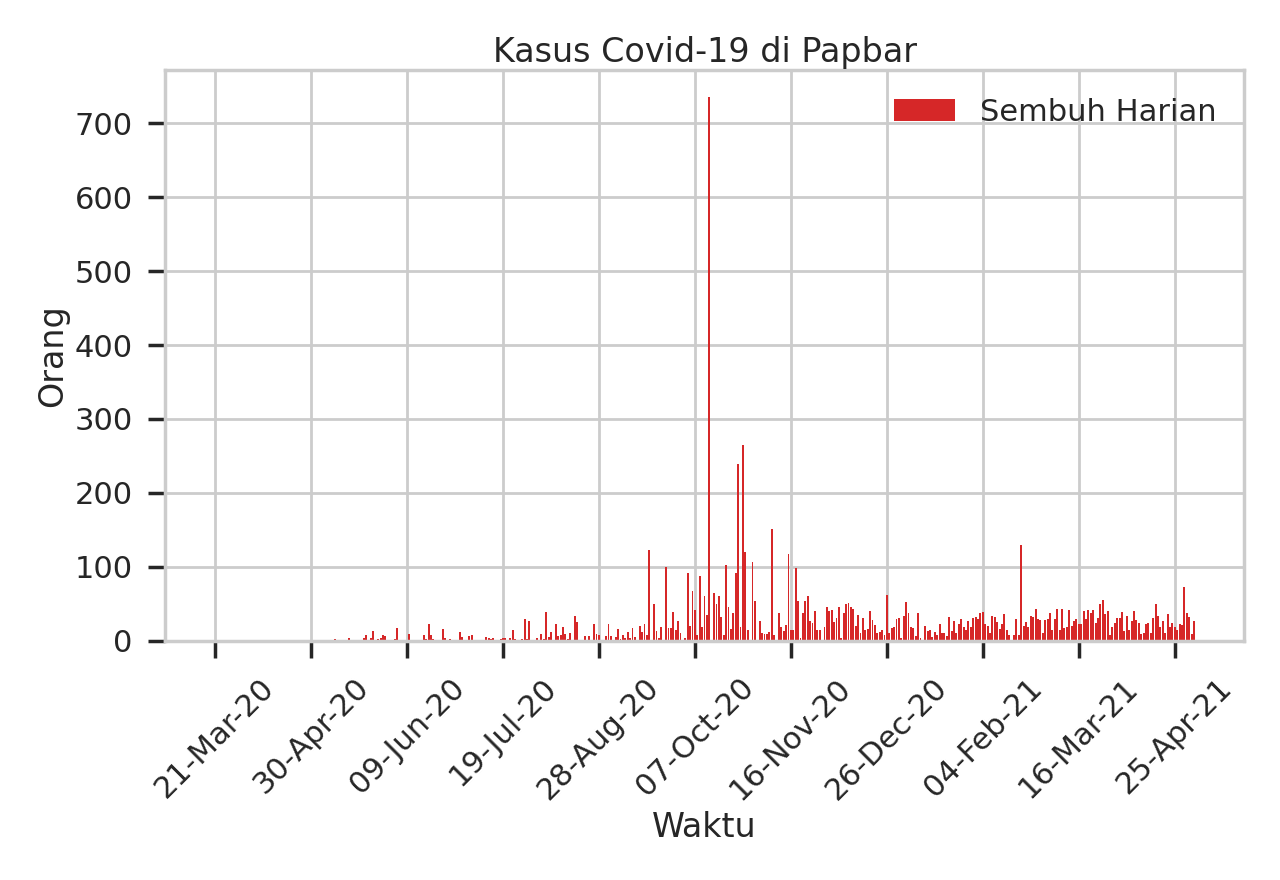 Kasus Covid-19 di Papbar
Sembuh Harian
700
600
500
400
300
200
100
0
Orang
21-Mar-20
30-Apr-20
09-Jun-20
19-Jul-20
28-Aug-20
07-Oct-20
16-Nov-20
26-Dec-20
04-Feb-21
16-Mar-21
25-Apr-21
Waktu